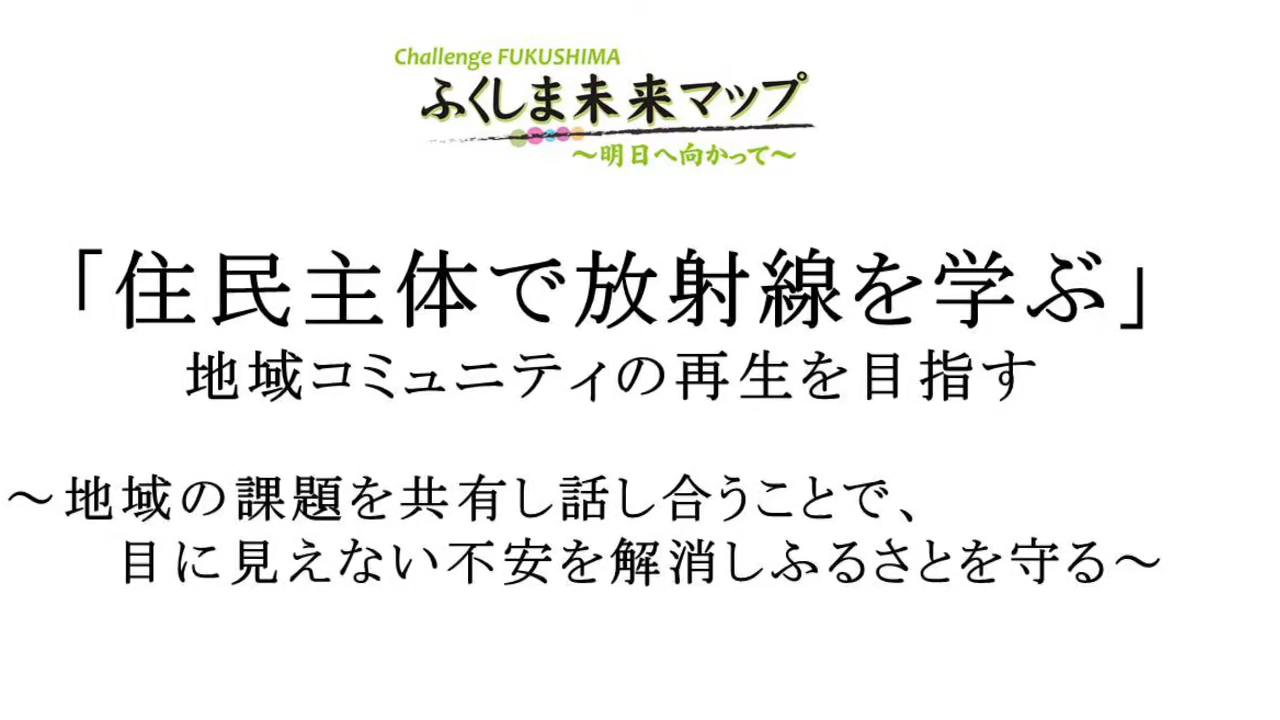 Challenge FUKUSHIMA
ふくしま未来マップ
～明日へ向かって～
「住民主体で放射線を学ぶ」
地域コミュニティの再生を目指す
～地域の課題を共有し話し合うことで、
目に見えない不安を解消しふるさとを守る～